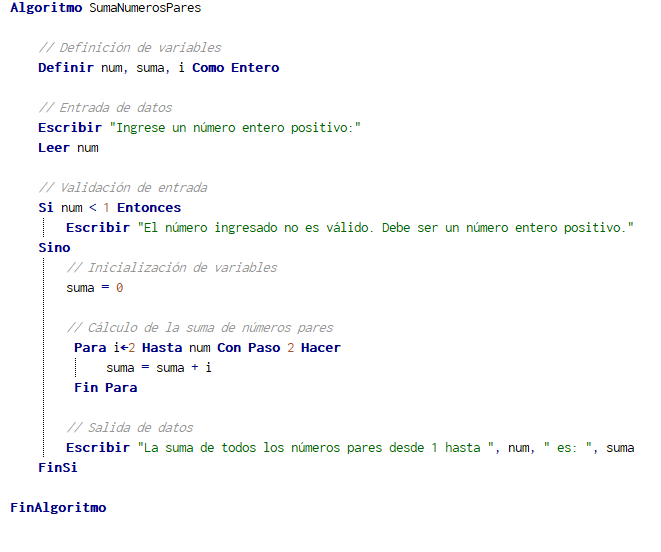 Algoritmo SumaNumerosPares
// Definición de variables
Definir num, suma, i Como Entero
// Entrada de datos
Escribir "Ingrese un número entero positivo:"
Leer num
// Validación de entrada
Si num < 1 Entonces
Escribir "El número ingresado no es válido. Debe ser un número entero positivo."
Sino
// Inicialización de variables
suma = 0
// Cálculo de la suma de números pares
Para i←2 Hasta num Con Paso 2 Hacer
suma = suma + i
Fin Para
// Salida de datos
Escribir "La suma de todos los números pares desde 1 hasta ", num, " es: ", suma
FinSi
FinAlgoritmo